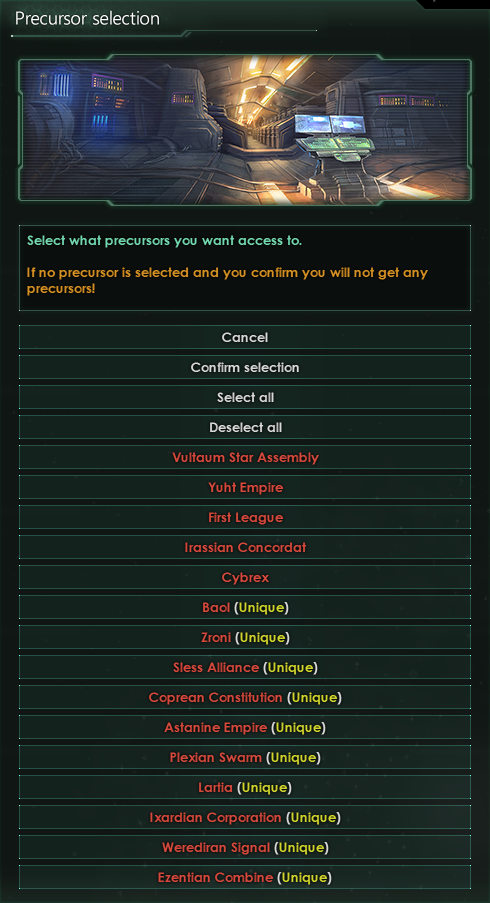 Precursor selection
Select what precursors you want access to.
If no precursor is selected and you confirm you will not get any
precursors!
Cancel
Confirm selection
Select all
Deselect all
Vultaum Star Assembly
Yuht Empire
First League
Irassian Concordat
Cybrex
Baol (Unique)
Zroni (Unique)
Sless Alliance (Unique)
Coprean Constitution (Unique)
Astanine Empire (Unique)
Plexian Swarm (Unique)
Lartia (Unique)
Ixardian Corporation (Unique)
Werediran Signal (Unique)
Ezentian Combine (Unique)